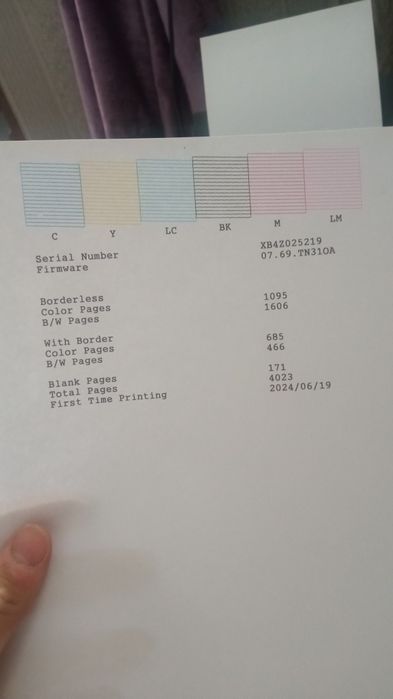 C Y LC BK M LM
Serial Number XB4Z025219
Firmware 07.69.TN31OA
Borderless
Color Pages 1095
B/W Pages 1606
With Border
Color Pages 685
B/W Pages 466
Blank Pages 171
Total Pages 4023
First Time Printing 2024/06/19